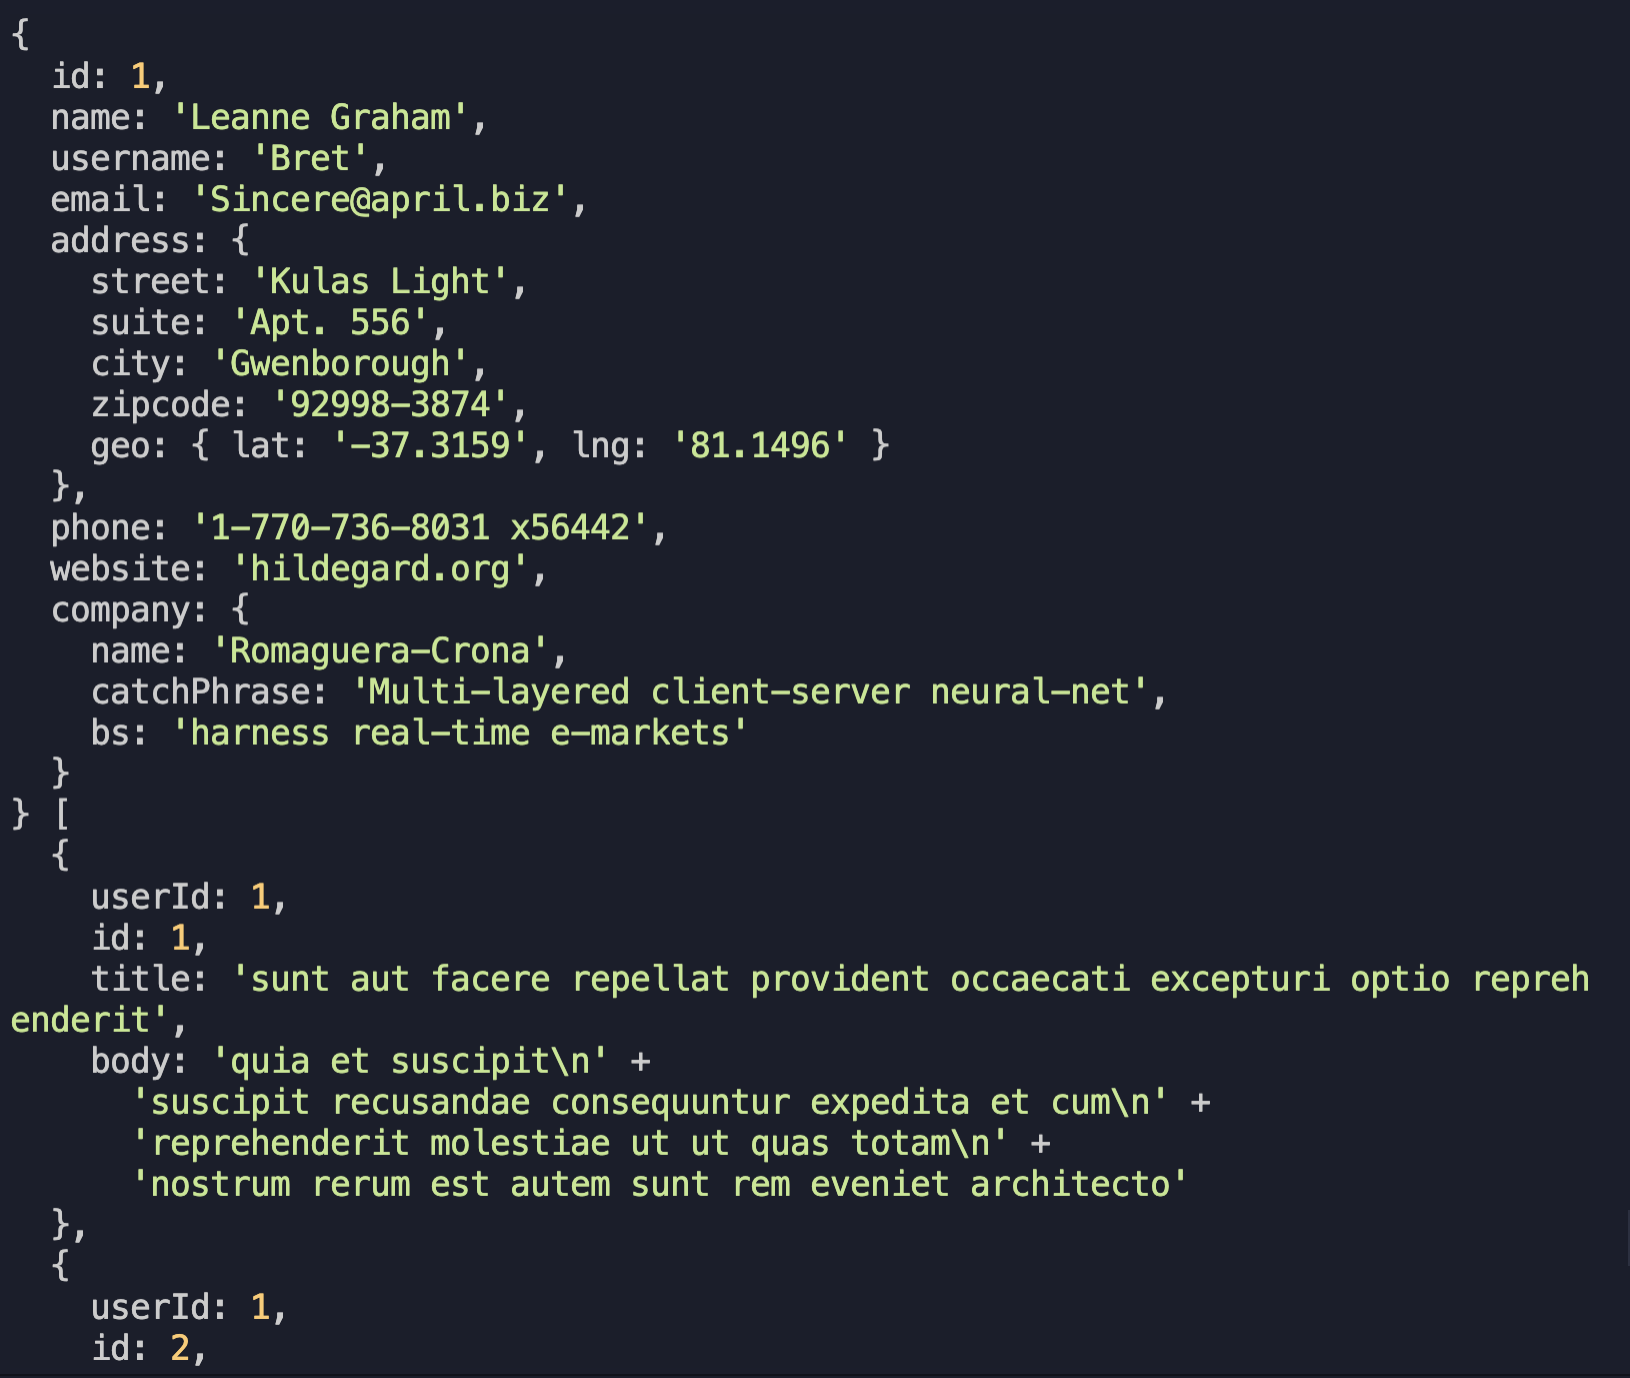 {
  id: 1,
  name: 'Leanne Graham',
  username: 'Bret',
  email: 'Sincere@april.biz',
  address: {
    street: 'Kulas Light',
    suite: 'Apt. 556',
    city: 'Gwenborough',
    zipcode: '92998-3874',
    geo: { lat: '-37.3159', lng: '81.1496' }
  },
  phone: '1-770-736-8031 x56442',
  website: 'hildegard.org',
  company: {
    name: 'Romaguera-Crona',
    catchPhrase: 'Multi-layered client-server neural-net',
    bs: 'harness real-time e-markets'
  }
} [
  {
    userId: 1,
    id: 1,
    title: 'sunt aut facere repellat provident occaecati excepturi optio repreh
enderit',
    body: 'quia et suscipit\n' +
      'suscipit recusandae consequuntur expedita et cum\n' +
      'reprehenderit molestiae ut ut quas totam\n' +
      'nostrum rerum est autem sunt rem eveniet architecto'
  },
  {
    userId: 1,
    id: 2,